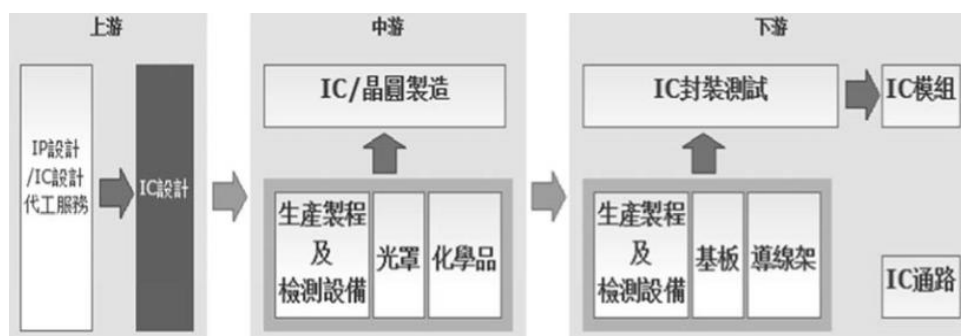 上游
IP設計
/IC設計
代工服務
IC設計
中游
IC/晶圓製造
生產製程
及
檢測設備
光罩
化學品
下游
IC封裝測試
IC模組
生產製程
及
檢測設備
基板
導線架
IC通路